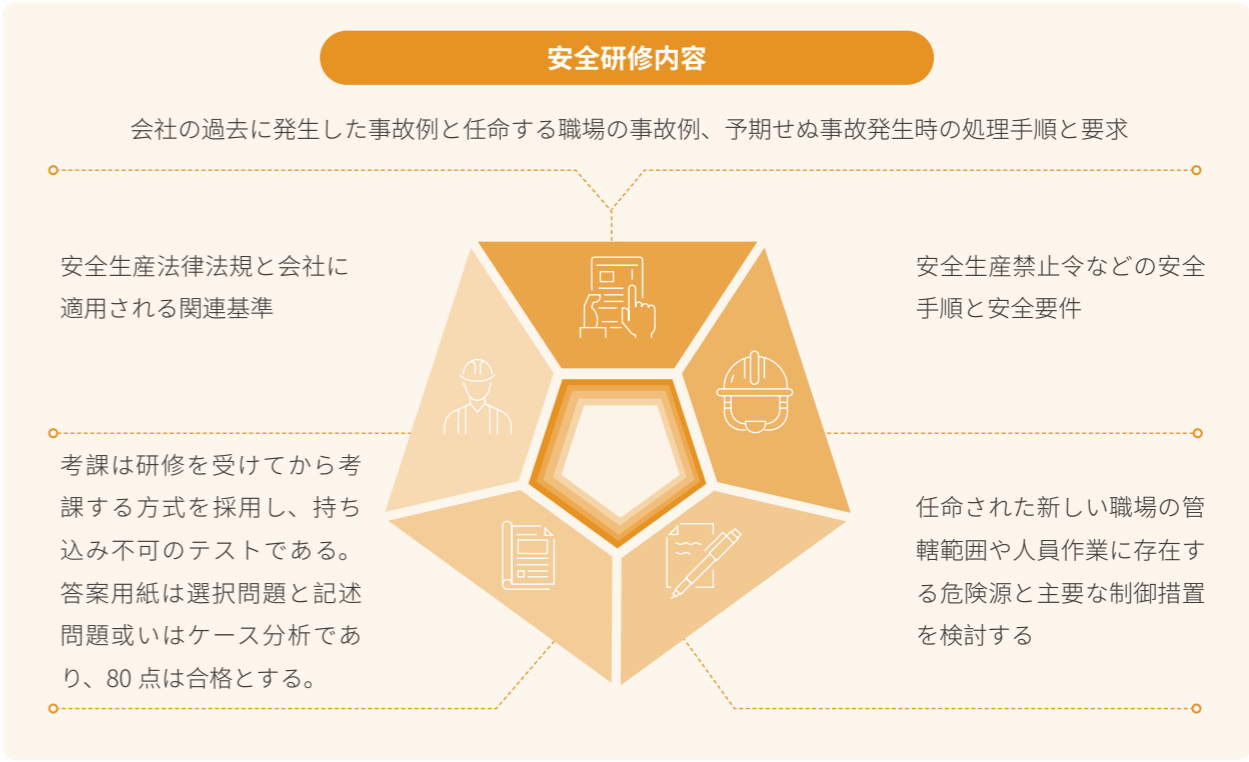 安全研修内容
会社の過去に発生した事故例と任命する職場の事故例、予期せぬ事故発生時の処理手順と要求
安全生産法律法規と会社に
適用される関連基準
安全生産禁止令などの安全
手順と安全要件
考課は研修を受けてから考
課する方式を採用し、持ち
込み不可のテストである。
答案用紙は選択問題と記述
問題或いはケース分析であ
り、80 点は合格とする。
任命された新しい職場の管
轄範囲や人員作業に存在す
る危険源と主要な制御措置
を検討する